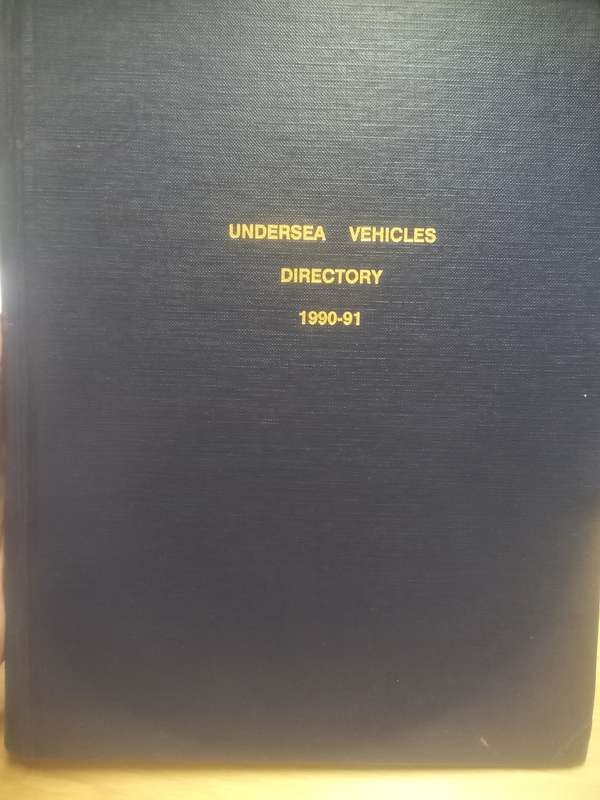 UNDERSEA VEHICLES
DIRECTORY
1990-91